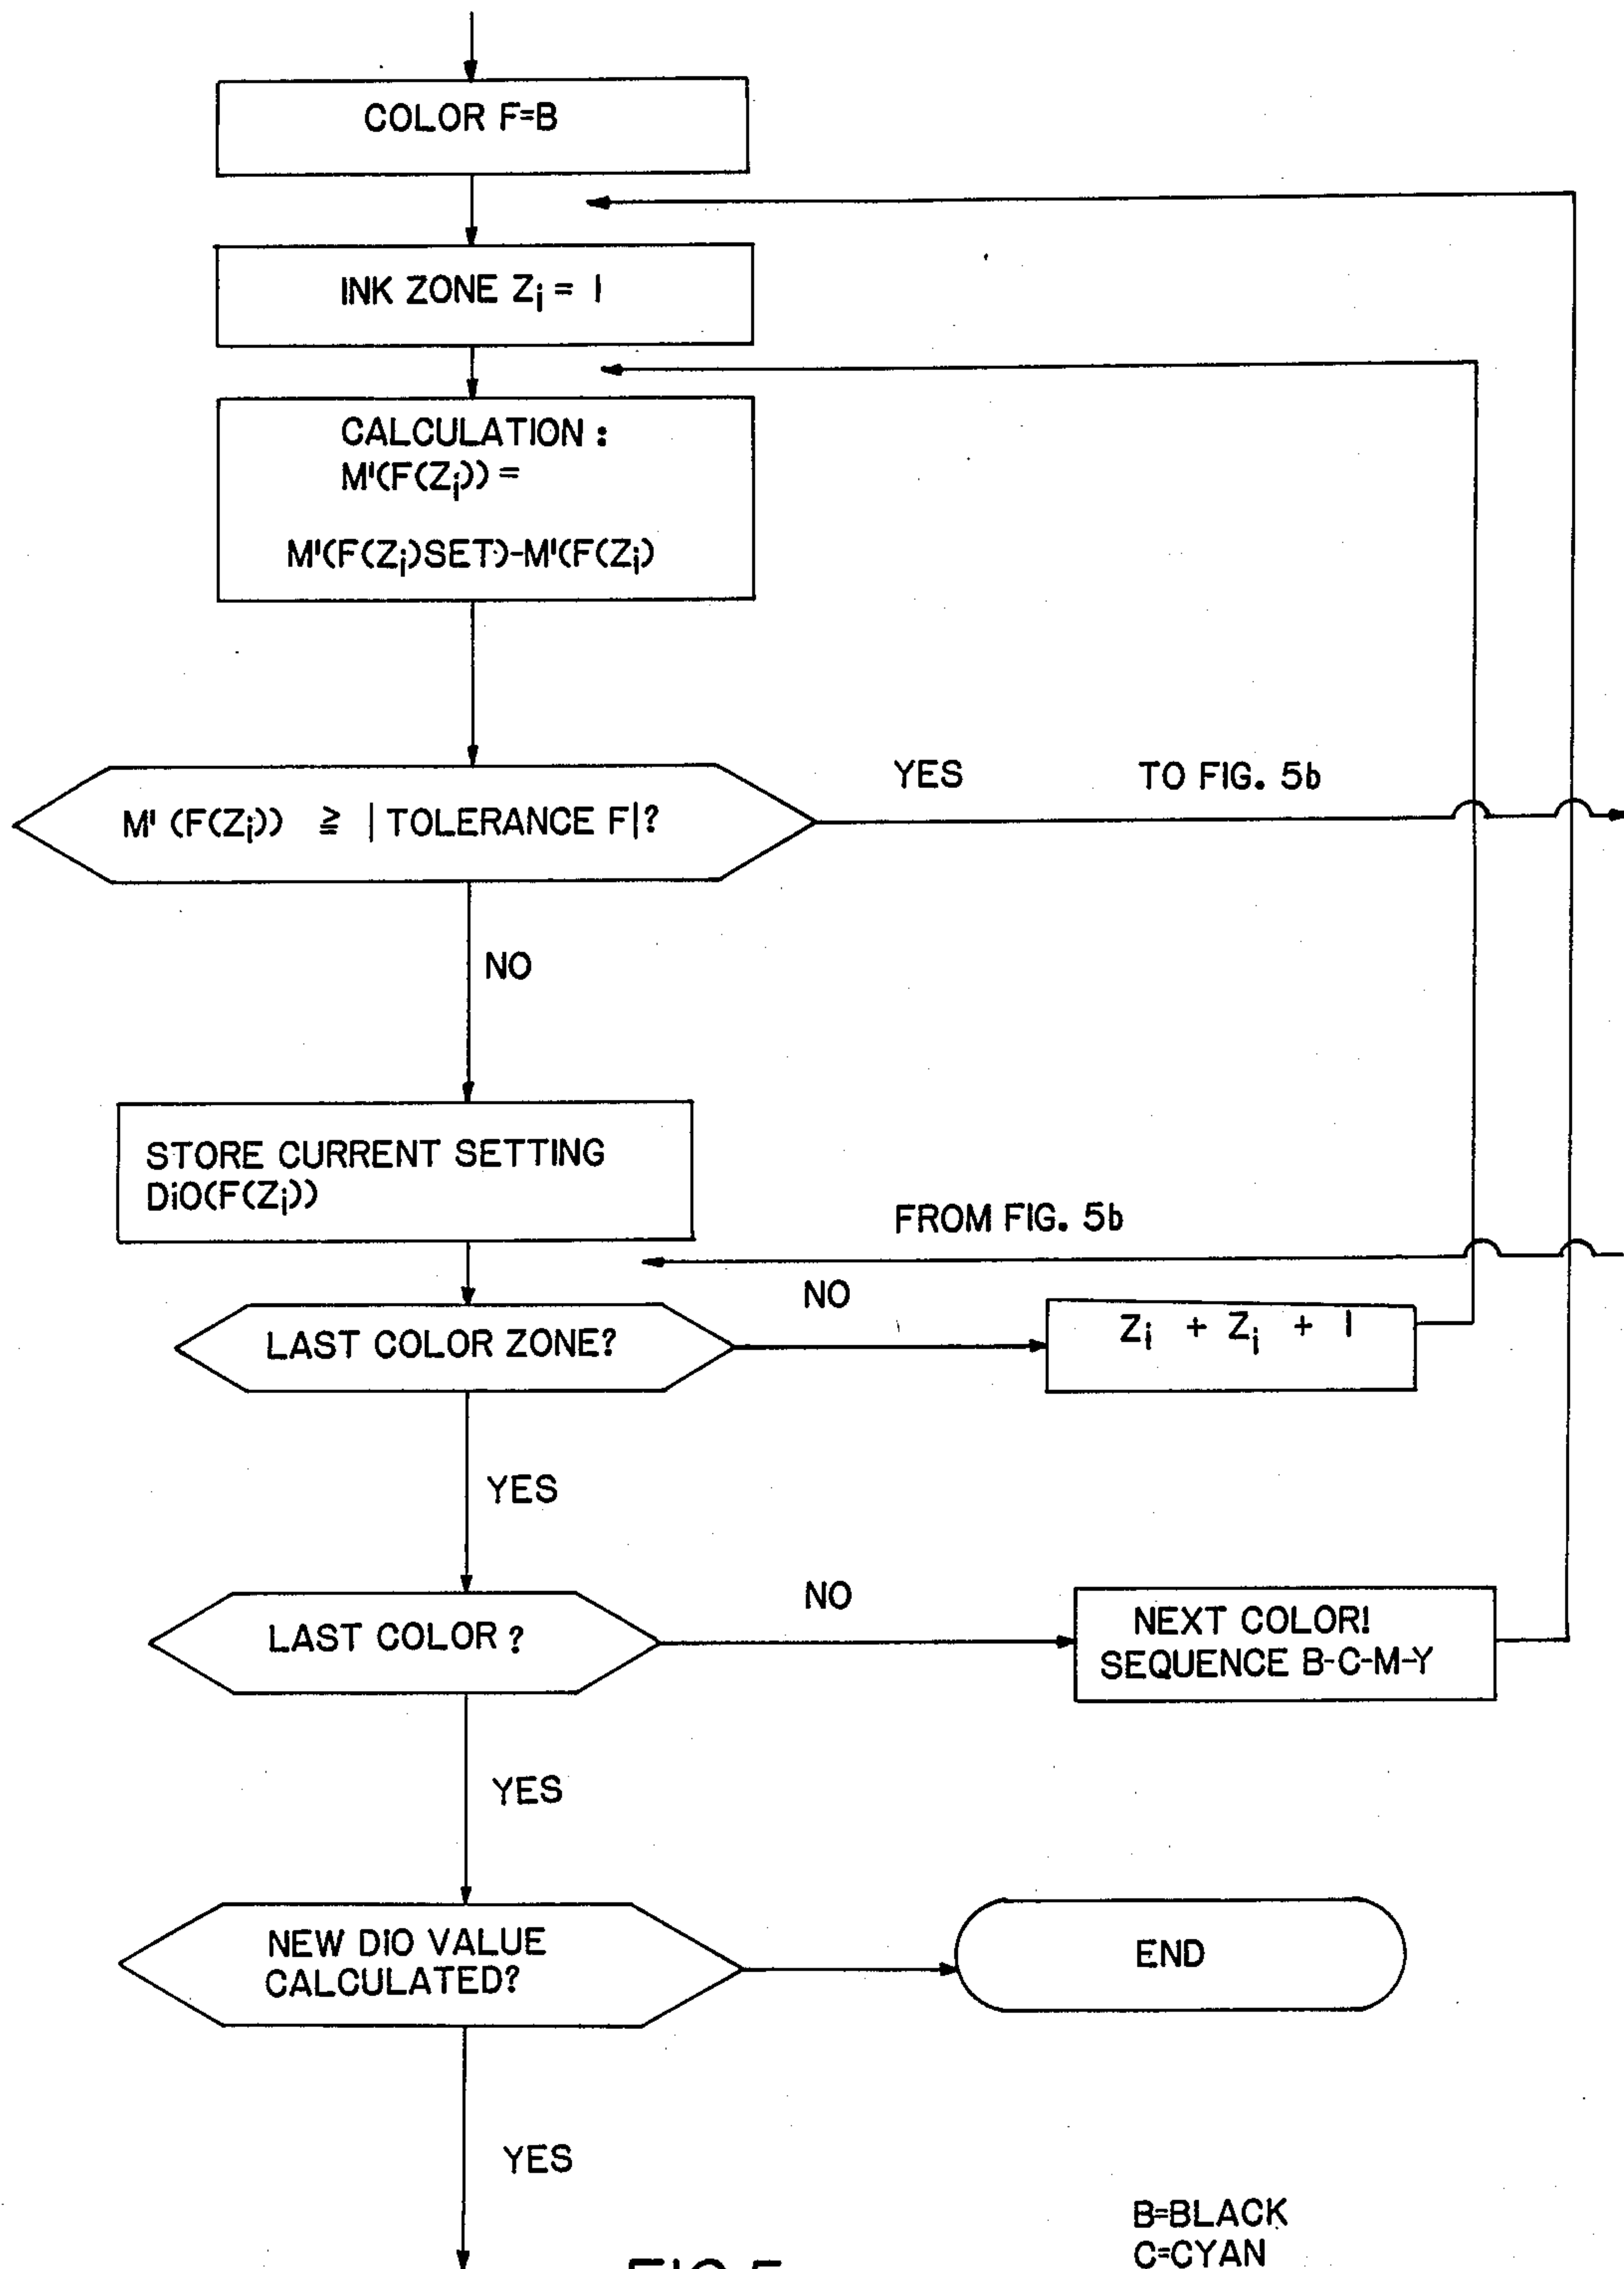 COLOR F=B
INK ZONE Zi = 1
CALCULATION :
M'(F(Zi)) =
M'(F(Zi)SET)-M'(F(Zi)
YES
TO FIG. 5b
M' (F(Zi)) ≧ | TOLERANCE F|?
NO
STORE CURRENT SETTING
DiO(F(Zi))
FROM FIG. 5b
NO
LAST COLOR ZONE?
Zi + Zi + 1
YES
NO
LAST COLOR ?
NEXT COLOR!
SEQUENCE B-C-M-Y
YES
NEW DiO VALUE
CALCULATED?
END
YES
B=BLACK
C=CYAN